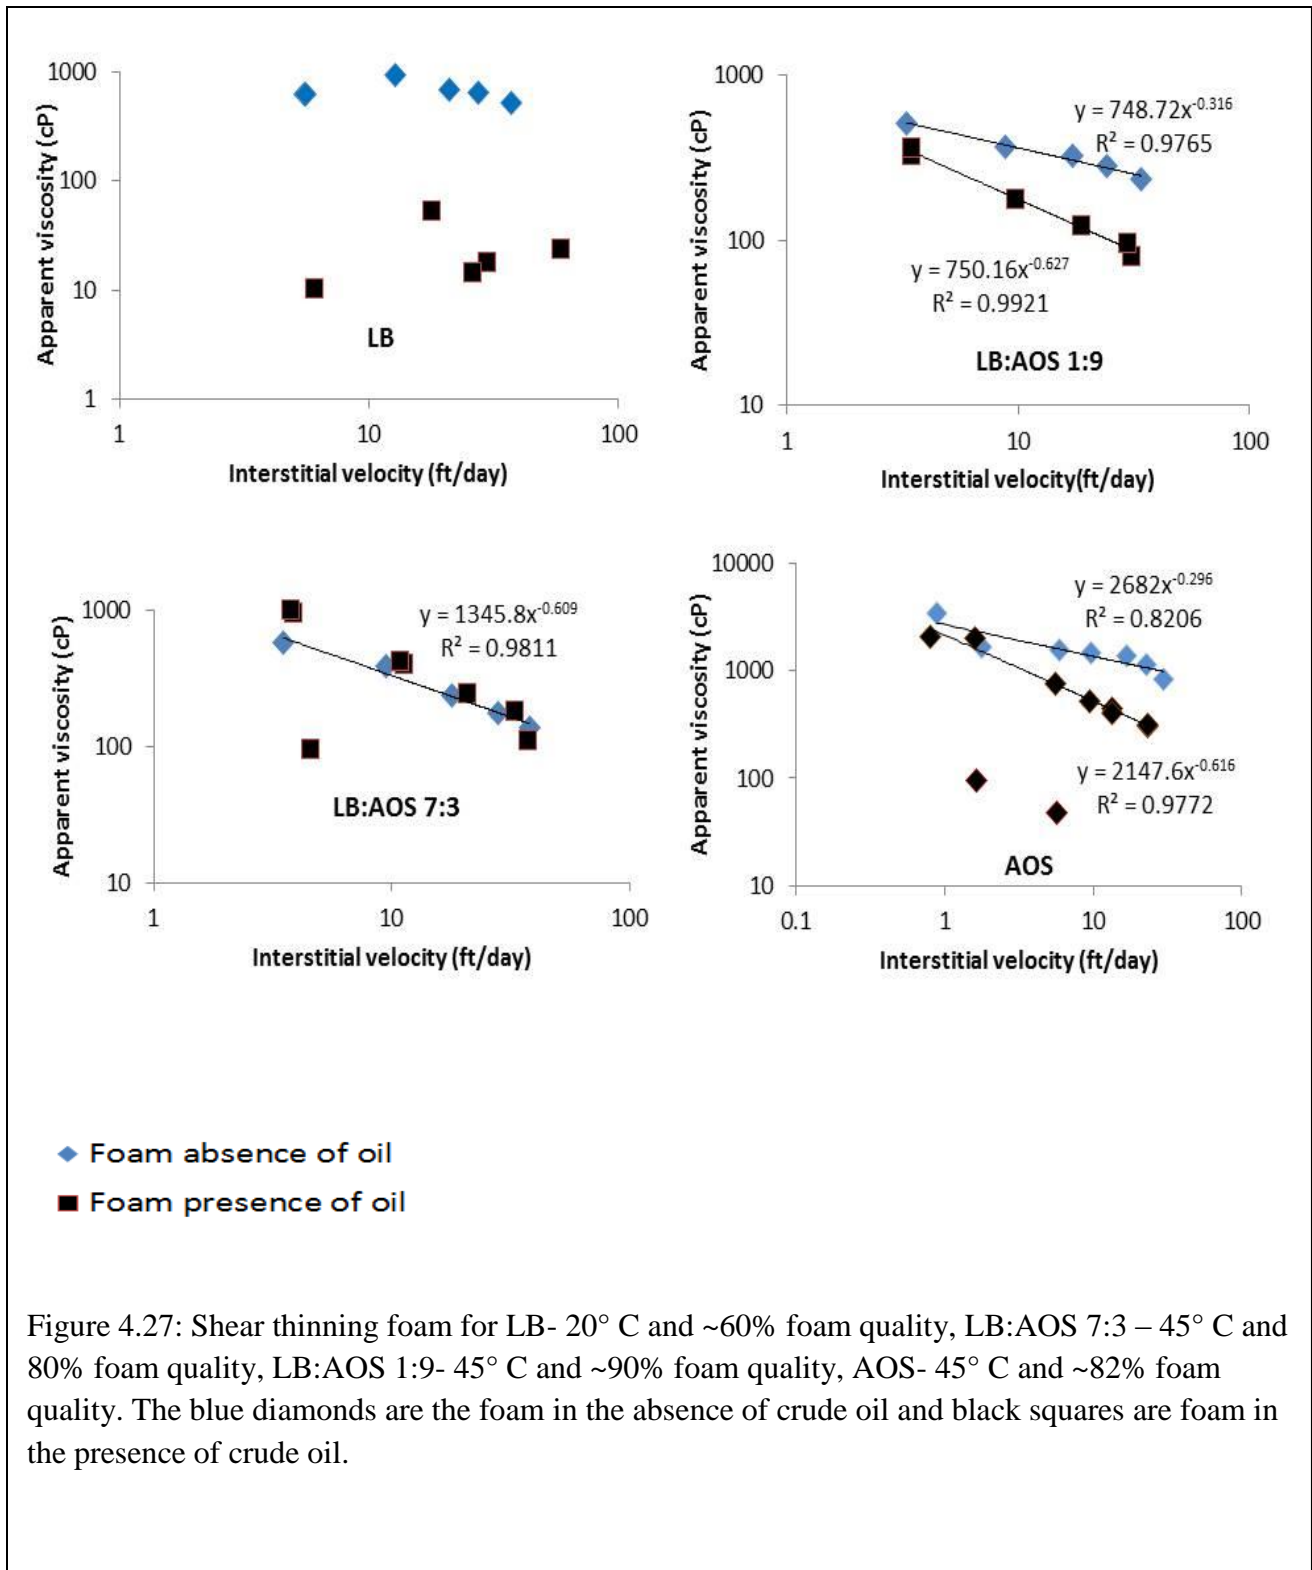 1000
100
10
1
1
10
100
Apparent viscosity (cP)
LB
Interstitial velocity (ft/day)
1000
100
10
1
10
100
Apparent viscosity (cP)
y = 748.72x^-0.316
R² = 0.9765
y = 750.16x^-0.627
R² = 0.9921
LB:AOS 1:9
Interstitial velocity(ft/day)
1000
100
10
1
10
100
Apparent viscosity (cP)
y = 1345.8x^-0.609
R² = 0.9811
LB:AOS 7:3
Interstitial velocity (ft/day)
10000
1000
100
10
0.1
1
10
100
Apparent viscosity (cP)
y = 2682x^-0.296
R² = 0.8206
y = 2147.6x^-0.616
R² = 0.9772
AOS
Interstitial velocity (ft/day)
Foam absence of oil
Foam presence of oil
Figure 4.27: Shear thinning foam for LB- 20° C and ~60% foam quality, LB:AOS 7:3 – 45° C and
80% foam quality, LB:AOS 1:9- 45° C and ~90% foam quality, AOS- 45° C and ~82% foam
quality. The blue diamonds are the foam in the absence of crude oil and black squares are foam in
the presence of crude oil.